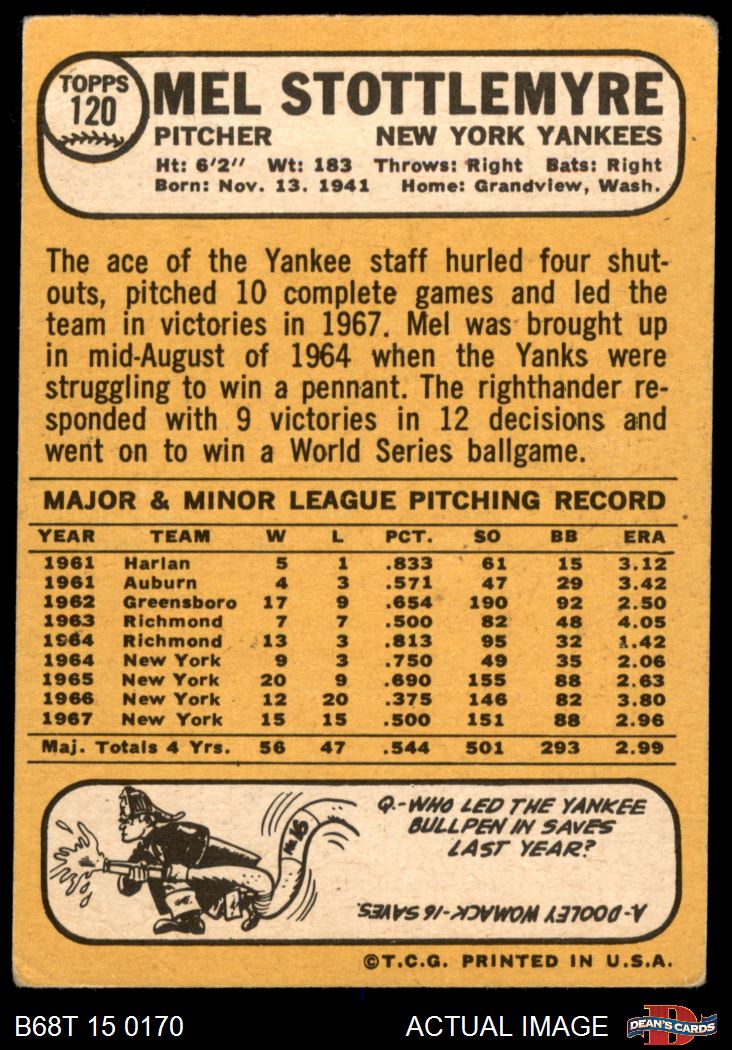 TOPPS
120
MEL STOTTLEMYRE
PITCHER NEW YORK YANKEES
Ht: 6'2" Wt: 183 Throws: Right Bats: Right
Born: Nov. 13. 1941 Home: Grandview, Wash.
The ace of the Yankee staff hurled four shut-
outs, pitched 10 complete games and led the
team in victories in 1967. Mel was brought up
in mid-August of 1964 when the Yanks were
struggling to win a pennant. The righthander re-
sponded with 9 victories in 12 decisions and
went on to win a World Series ballgame.
MAJOR & MINOR LEAGUE PITCHING RECORD
YEAR TEAM W L PCT. SO BB ERA
1961 Harlan 5 1 .833 61 15 3.12
1961 Auburn 4 3 .571 47 29 3.42
1962 Greensboro 17 9 .654 190 92 2.50
1963 Richmond 7 7 .500 82 48 4.05
1964 Richmond 13 3 .813 95 32 1.42
1964 New York 9 3 .750 49 35 2.06
1965 New York 20 9 .690 155 88 2.63
1966 New York 12 20 .375 146 82 3.80
1967 New York 15 15 .500 151 88 2.96
Maj. Totals 4 Yrs. 56 47 .544 501 293 2.99
No. 16
Q.-WHO LED THE YANKEE
BULLPEN IN SAVES
LAST YEAR?
A-DOOLEY WOMACK-16 SAVES.
©T.C.G. PRINTED IN U.S.A.
B68T 15 0170 ACTUAL IMAGE
D
DEAN'S CARDS